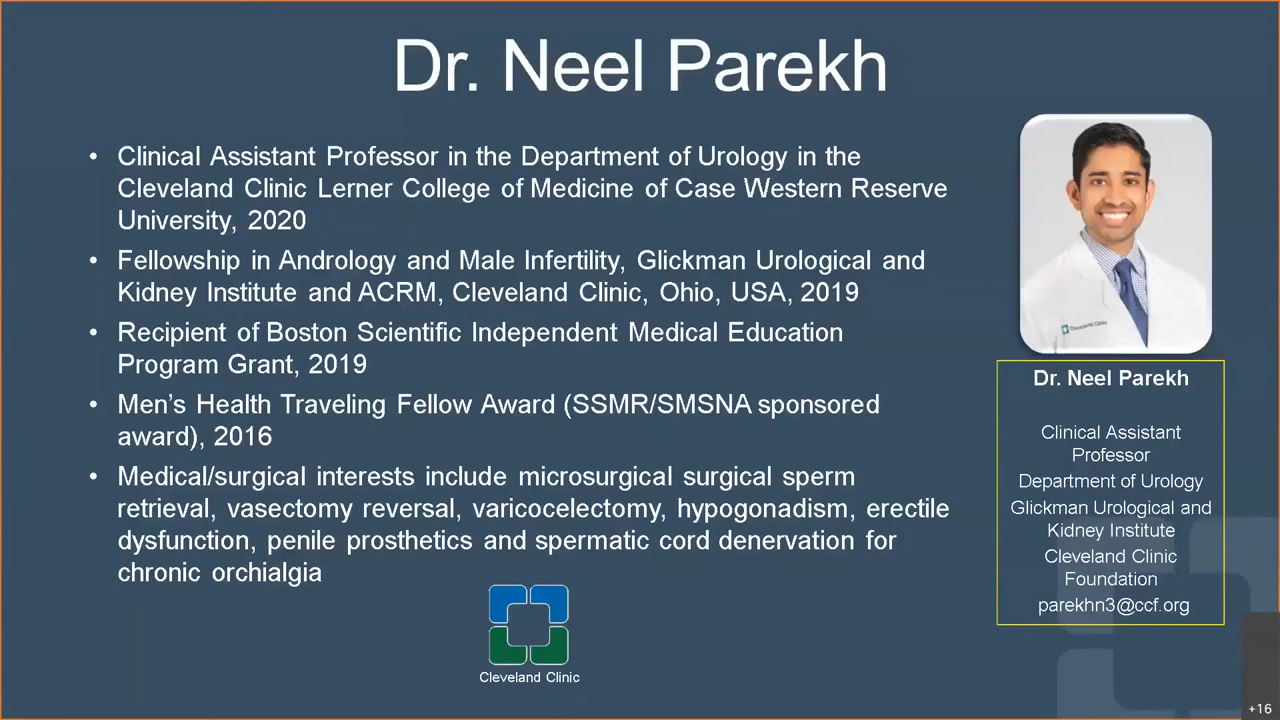 Dr. Neel Parekh
• Clinical Assistant Professor in the Department of Urology in the
Cleveland Clinic Lerner College of Medicine of Case Western Reserve
University, 2020
• Fellowship in Andrology and Male Infertility, Glickman Urological and
Kidney Institute and ACRM, Cleveland Clinic, Ohio, USA, 2019
• Recipient of Boston Scientific Independent Medical Education
Program Grant, 2019
• Men’s Health Traveling Fellow Award (SSMR/SMSNA sponsored
award), 2016
• Medical/surgical interests include microsurgical surgical sperm
retrieval, vasectomy reversal, varicocelectomy, hypogonadism, erectile
dysfunction, penile prosthetics and spermatic cord denervation for
chronic orchialgia
Cleveland Clinic
Cleveland Clinic
Dr. Neel Parekh
Clinical Assistant
Professor
Department of Urology
Glickman Urological and
Kidney Institute
Cleveland Clinic
Foundation
parekhn3@ccf.org
+16